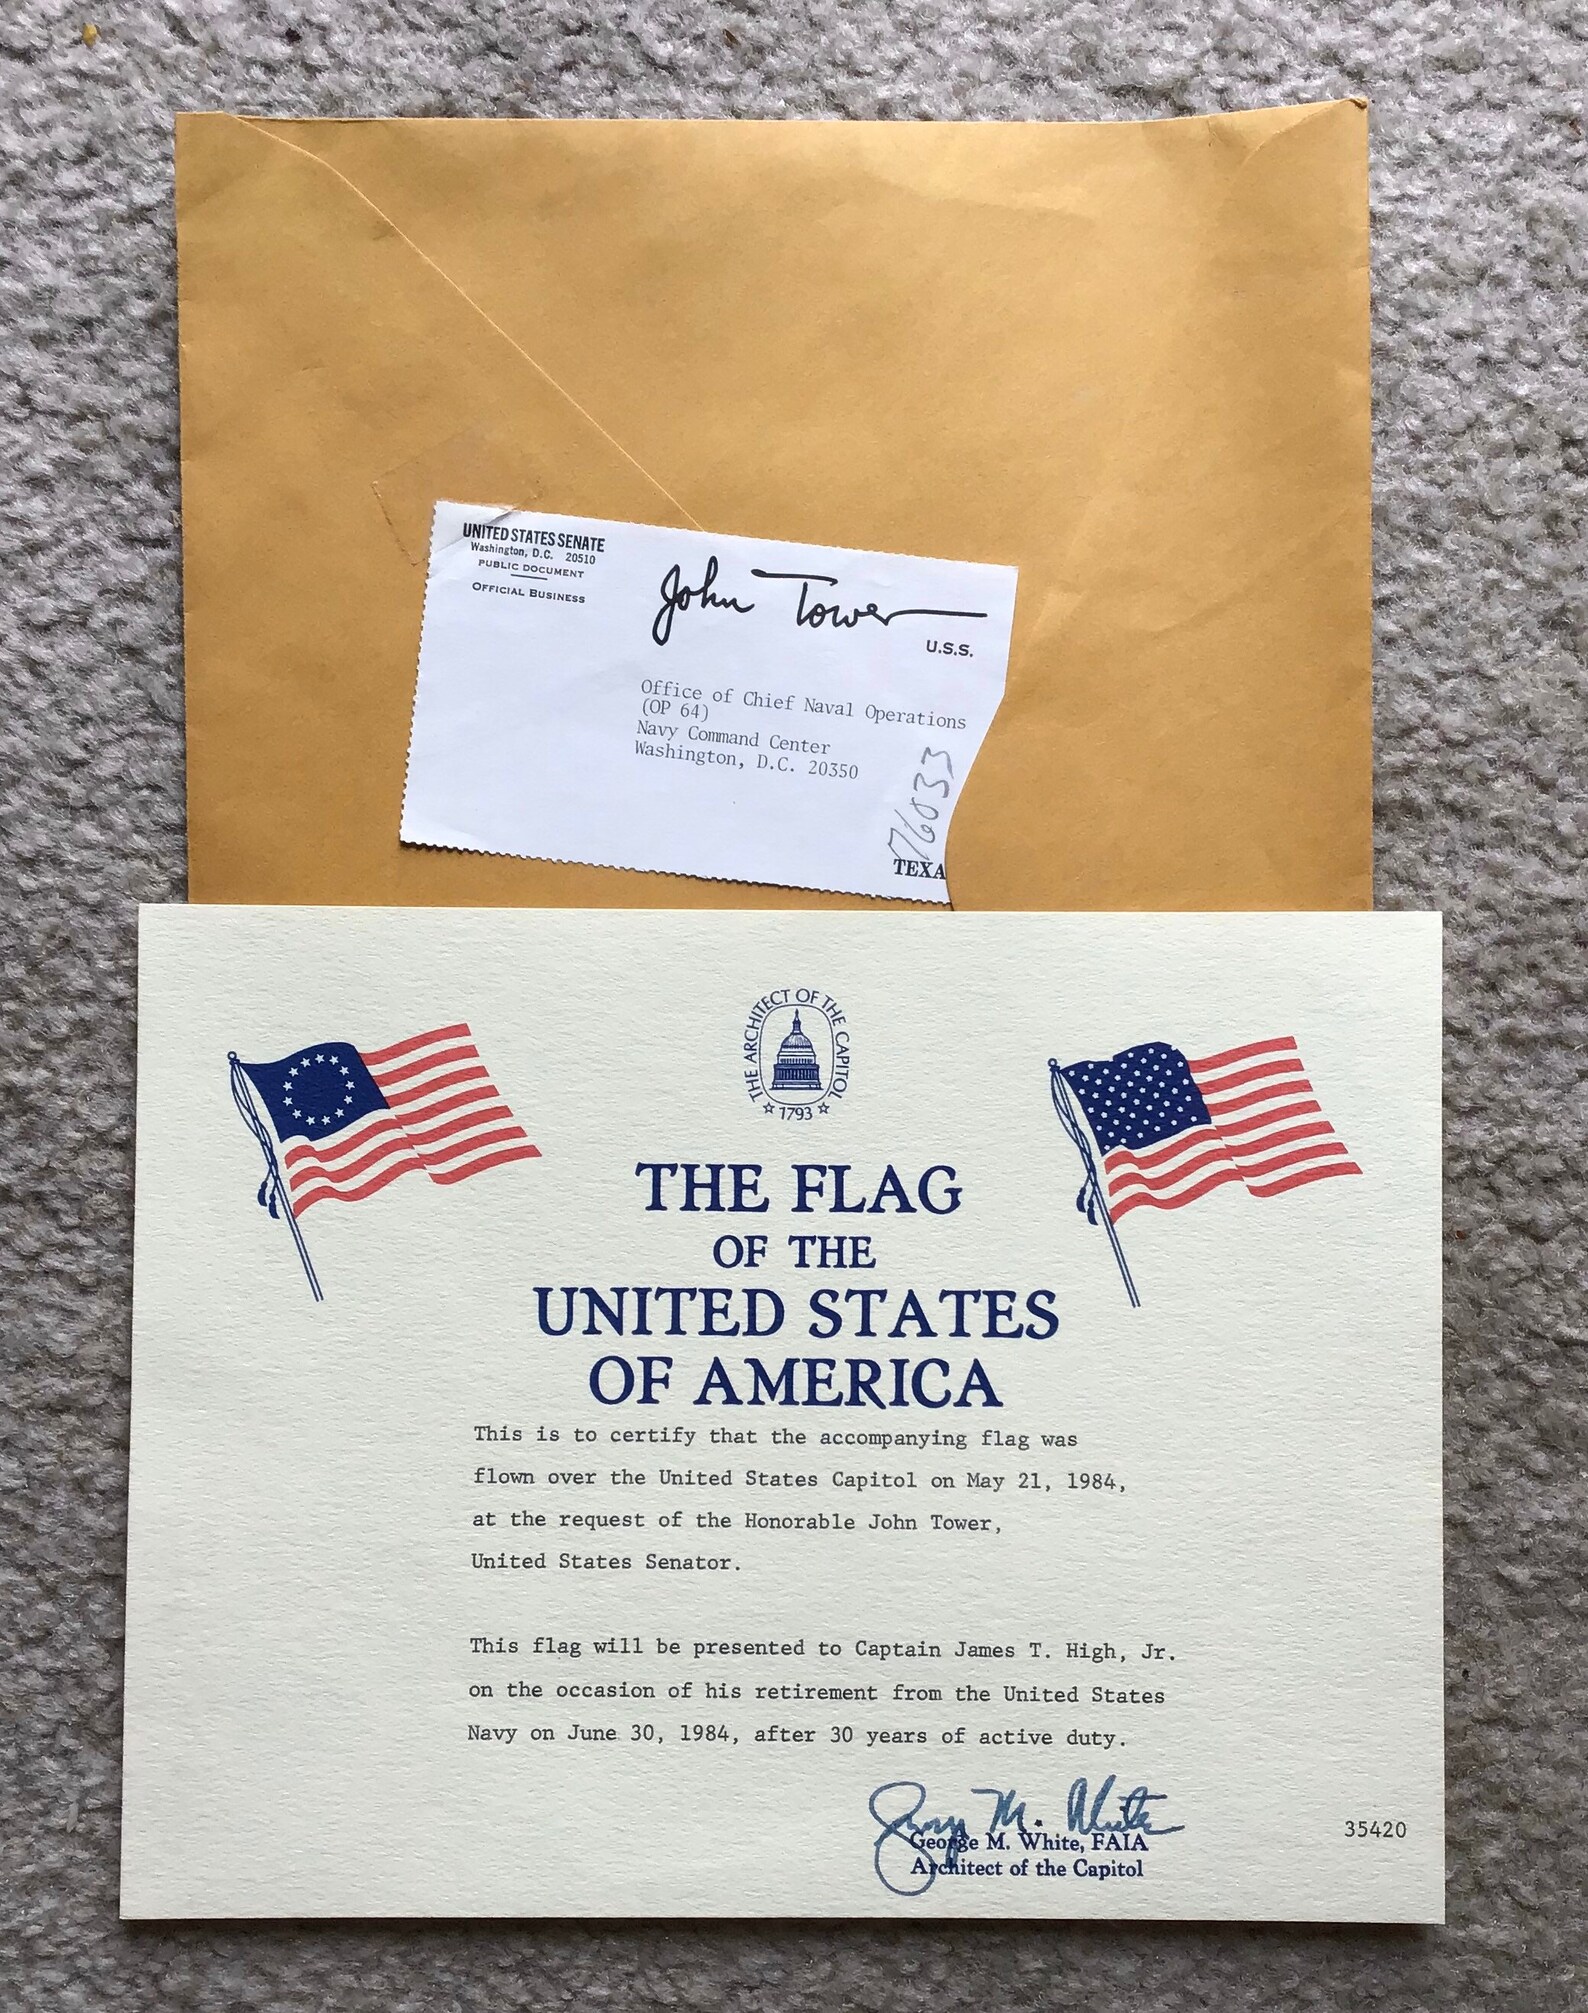 UNITED STATES SENATE
Washington, D.C. 20510
PUBLIC DOCUMENT
OFFICIAL BUSINESS
John Tower
U.S.S.
Office of Chief Naval Operations
(OP 64)
Navy Command Center
Washington, D.C. 20350
76033
TEXA
THE ARCHITECT OF THE CAPITOL
1793
THE FLAG
OF THE
UNITED STATES
OF AMERICA
This is to certify that the accompanying flag was
flown over the United States Capitol on May 21, 1984,
at the request of the Honorable John Tower,
United States Senator.
This flag will be presented to Captain James T. High, Jr.
on the occasion of his retirement from the United States
Navy on June 30, 1984, after 30 years of active duty.
George M. White
George M. White, FAIA
Architect of the Capitol
35420